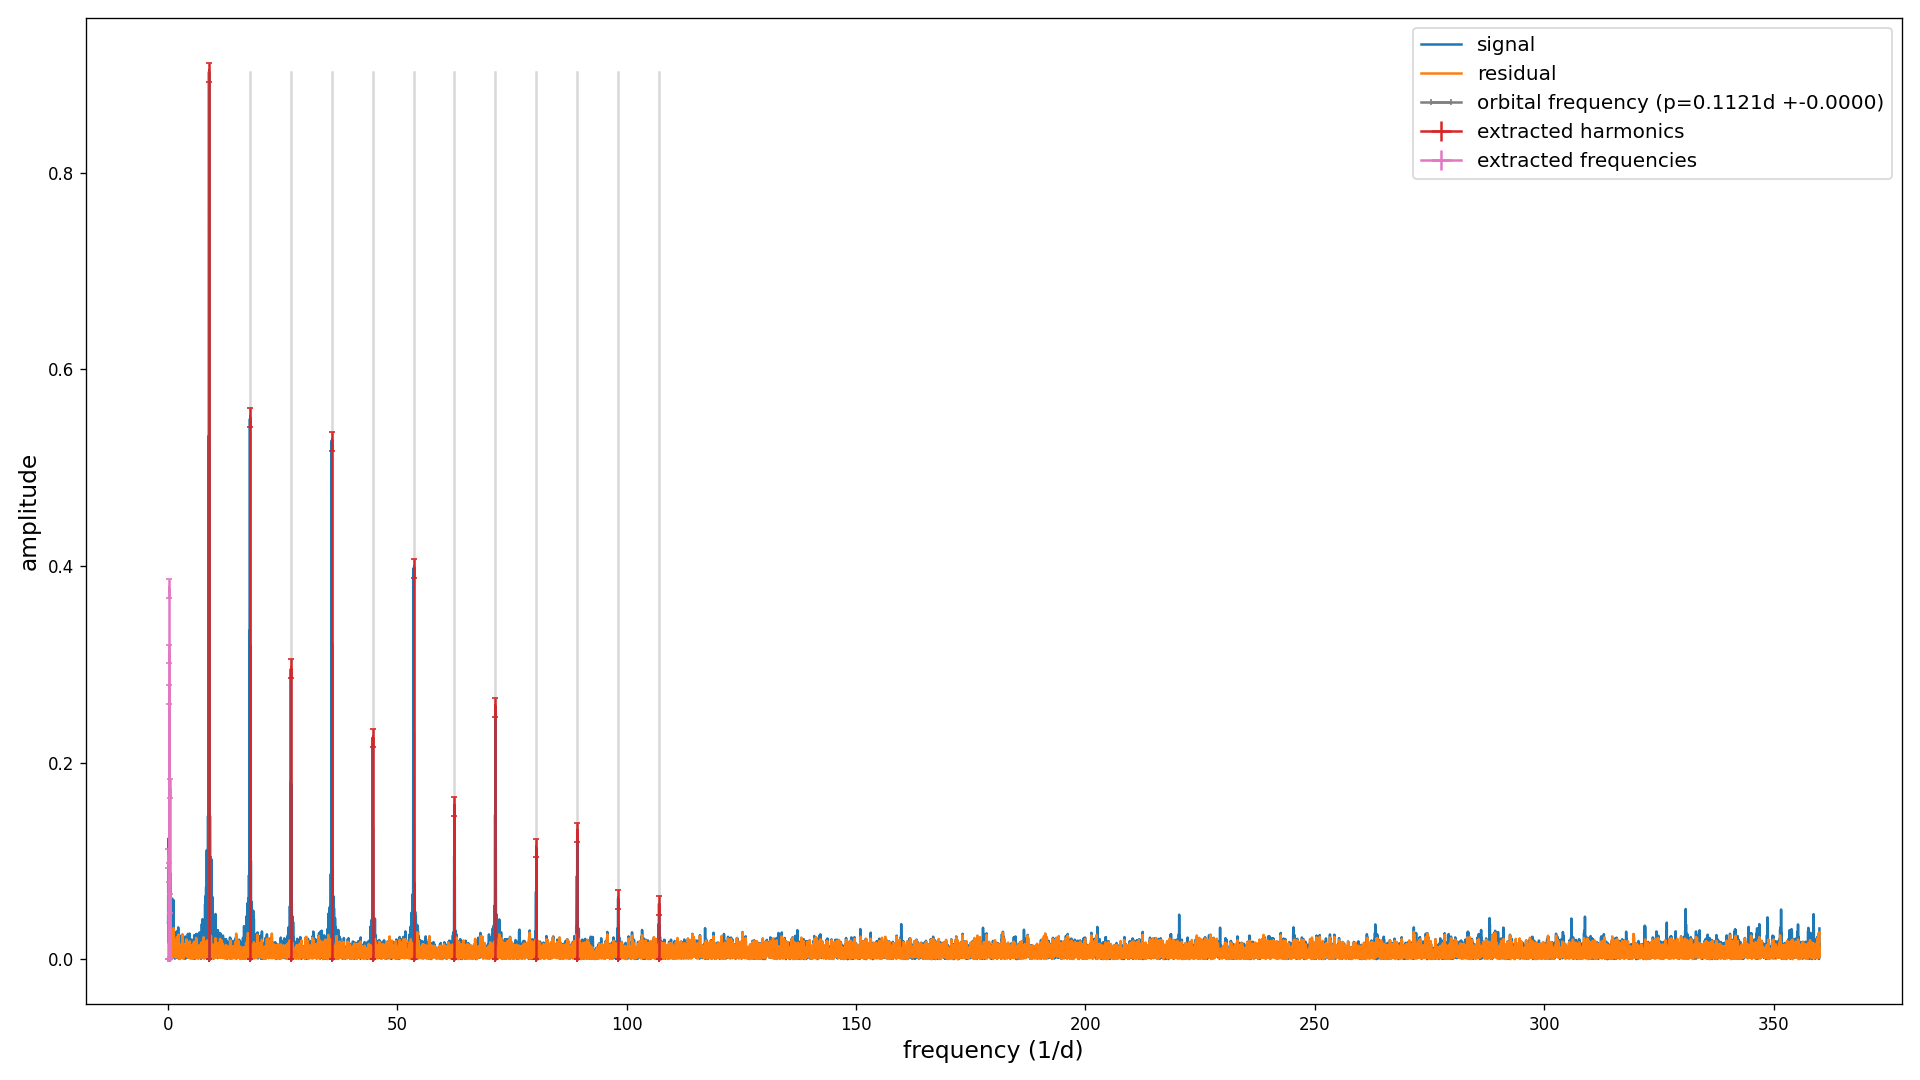 signal
residual
orbital frequency (p=0.1121d +-0.0000)
extracted harmonics
extracted frequencies
0.8
0.6
0.4
0.2
0.0
amplitude
0 50 100 150 200 250 300 350
frequency (1/d)